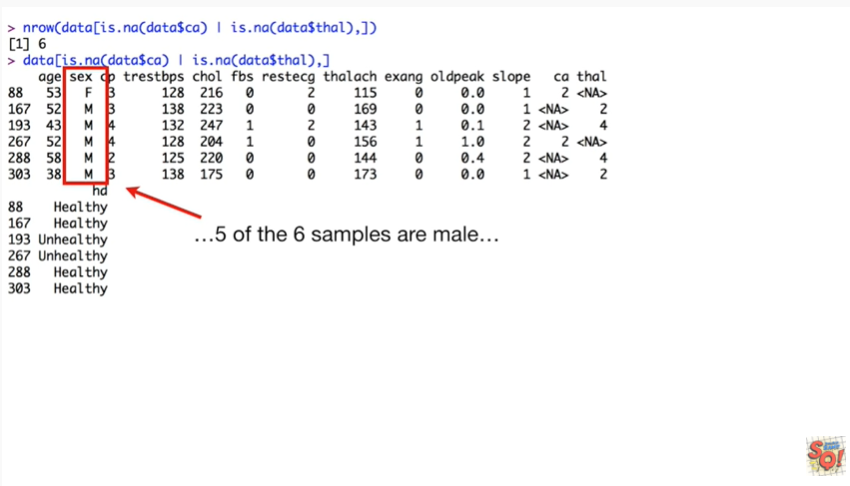 > nrow(data[is.na(data$ca) | is.na(data$thal),])
[1] 6
> data[is.na(data$ca) | is.na(data$thal),]
age sex cp trestbps chol fbs restecg thalach exang oldpeak slope ca thal
88 53 F 3 128 216 0 2 115 0 0.0 1 2 <NA>
167 52 M 3 138 223 0 0 169 0 0.0 1 <NA> 2
193 43 M 4 132 247 1 2 143 1 0.1 2 <NA> 4
267 52 M 4 128 204 1 0 156 1 1.0 2 2 <NA>
288 58 M 2 125 220 0 0 144 0 0.4 2 <NA> 4
303 38 M 3 138 175 0 0 173 0 0.0 1 <NA> 2
hd
88 Healthy
167 Healthy
193 Unhealthy
267 Unhealthy
288 Healthy
303 Healthy
...5 of the 6 samples are male...
SQ!